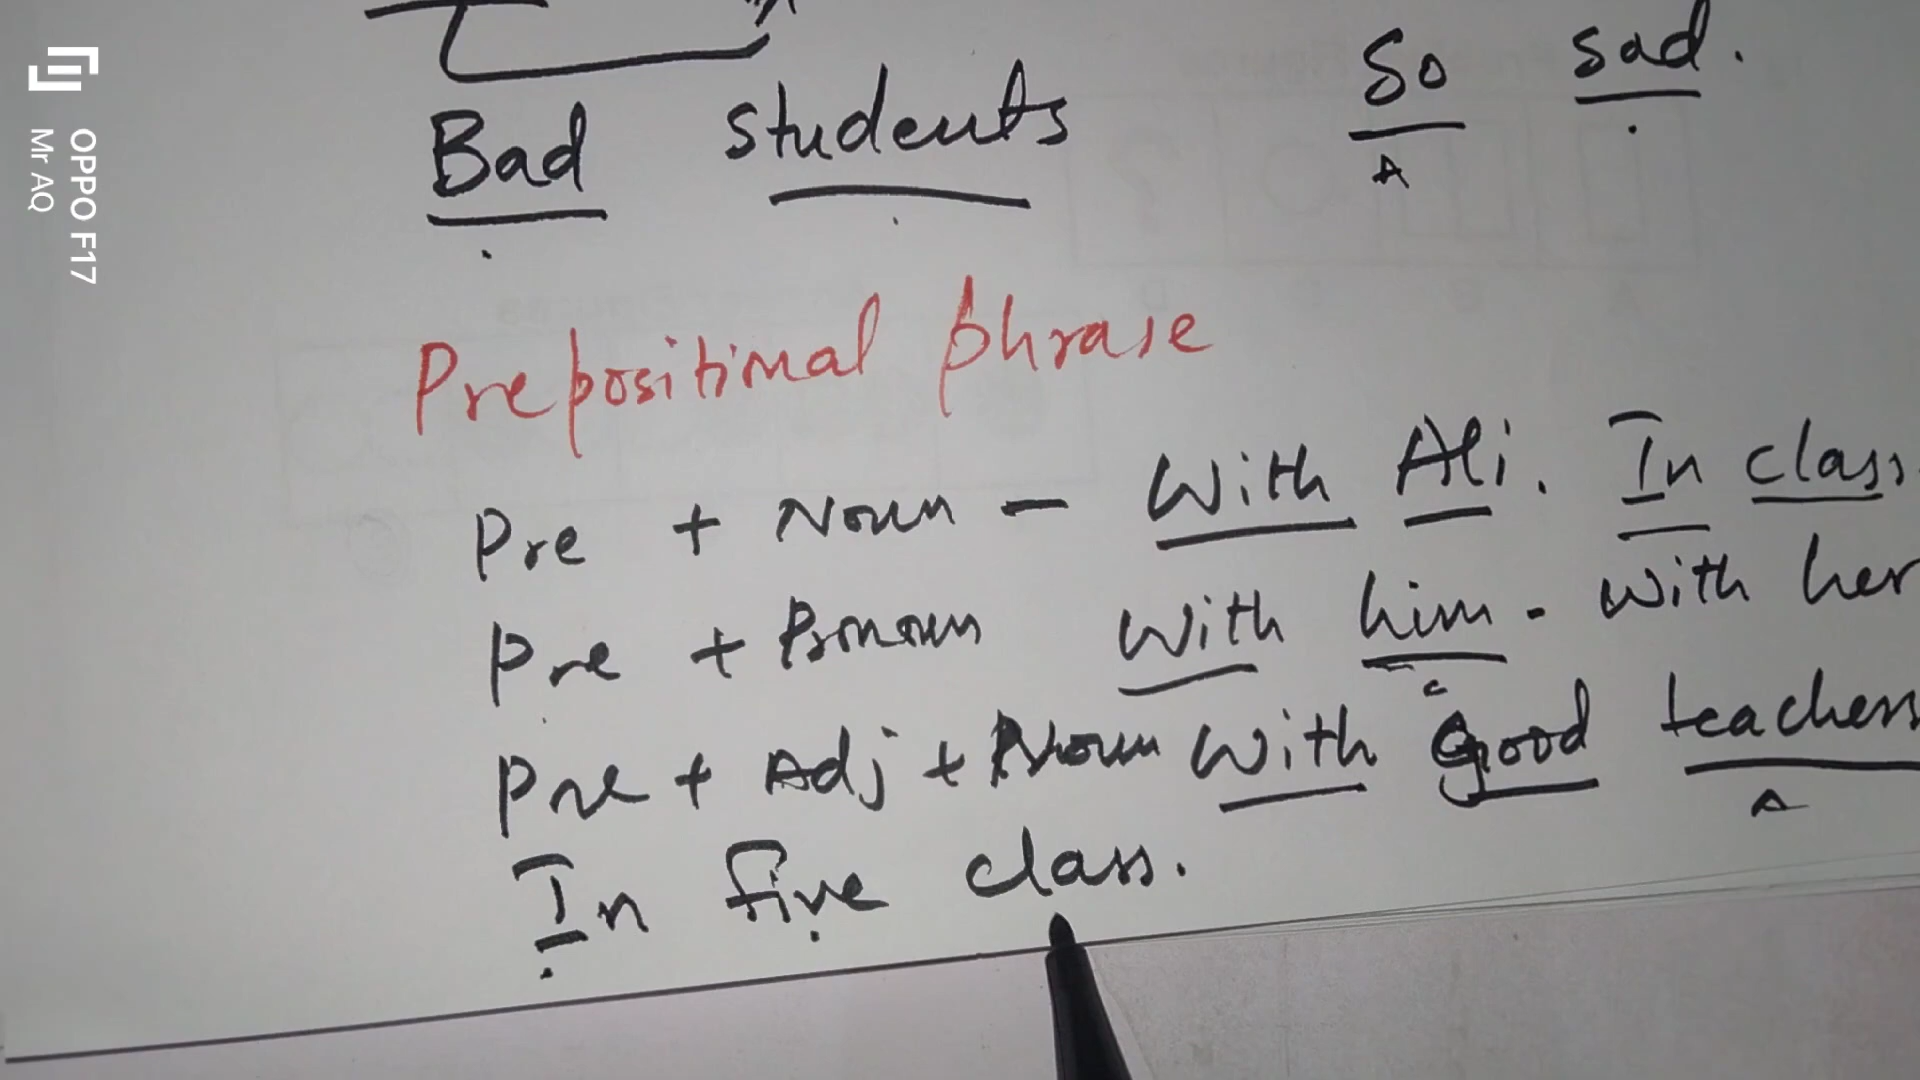 Bad students So sad.
A
Prepositional phrase
Pre + Noun - With Ali. In class.
Pre + Pronoun With him. With her
Pre + Adj + Noun With good teachers
A
In five class.
OPPO F17
Mr AQ